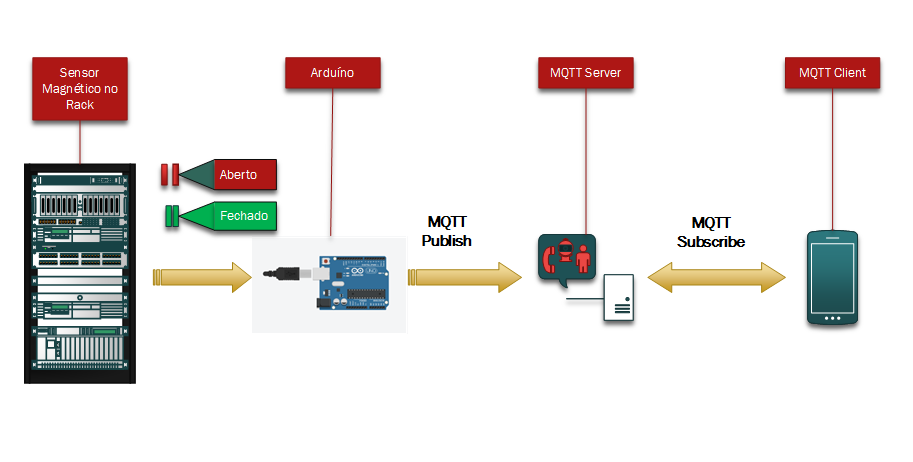 Sensor
Magnético no
Rack
Arduíno
MQTT Server
MQTT Client
Aberto
Fechado
MQTT
Publish
MQTT
Subscribe